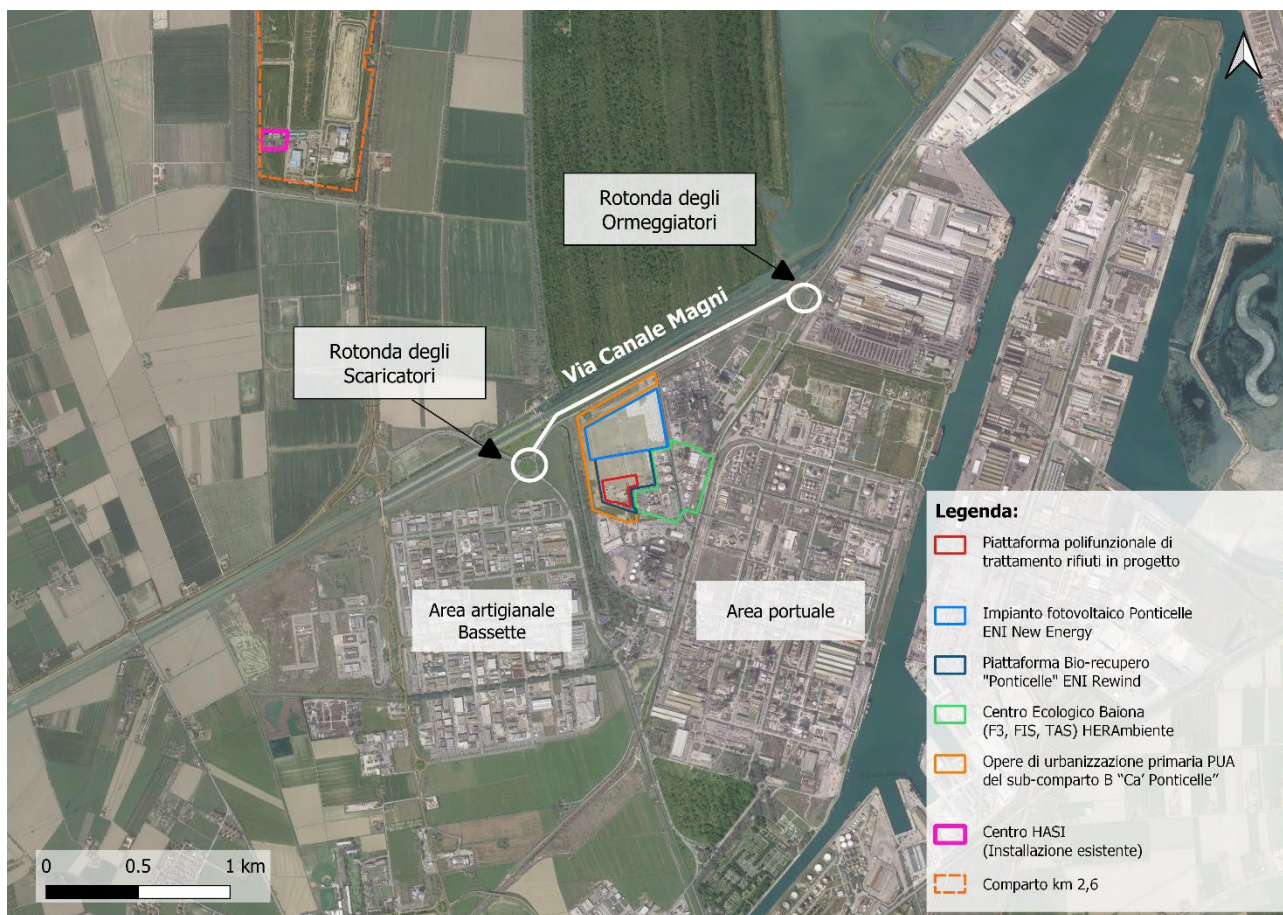 Rotonda degli
Ormeggiatori
Via Canale Magni
Rotonda degli
Scaricatori
Area artigianale
Bassette
Area portuale
Legenda:
Piattaforma polifunzionale di
trattamento rifiuti in progetto
Impianto fotovoltaico Ponticelle
ENI New Energy
Piattaforma Bio-recupero
"Ponticelle" ENI Rewind
Centro Ecologico Baiona
(F3, FIS, TAS) HERAmbiente
Opere di urbanizzazione primaria PUA
del sub-comparto B “Ca’ Ponticelle”
Centro HASI
(Installazione esistente)
Comparto km 2,6
0 0.5 1 km